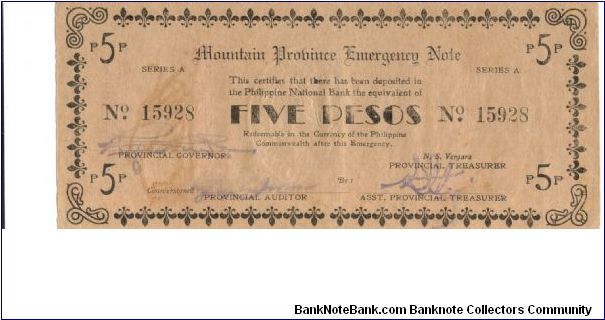 P5P P5P
Mountain Province Emergency Note
SERIES A SERIES A
This certifies that there has been deposited in
the Philippine National Bank the equivalent of
Nº 15928 FIVE PESOS Nº 15928
Redeemable in the Currency of the Philippine
Commonwealth after this Emergency.
N. S. Vergara
PROVINCIAL GOVERNOR PROVINCIAL TREASURER
P5P P5P
Countersigned By:
PROVINCIAL AUDITOR ASST. PROVINCIAL TREASURER
BankNoteBank.com Banknote Collectors Community